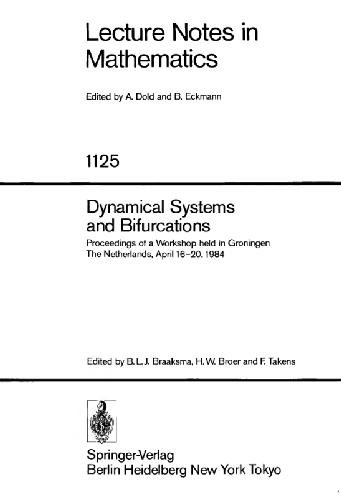 Lecture Notes in
Mathematics
Edited by A. Dold and B. Eckmann
1125
Dynamical Systems
and Bifurcations
Proceedings of a Workshop held in Groningen
The Netherlands, April 16–20, 1984
Edited by B. L. J. Braaksma, H. W. Broer and F. Takens
Springer-Verlag
Berlin Heidelberg New York Tokyo